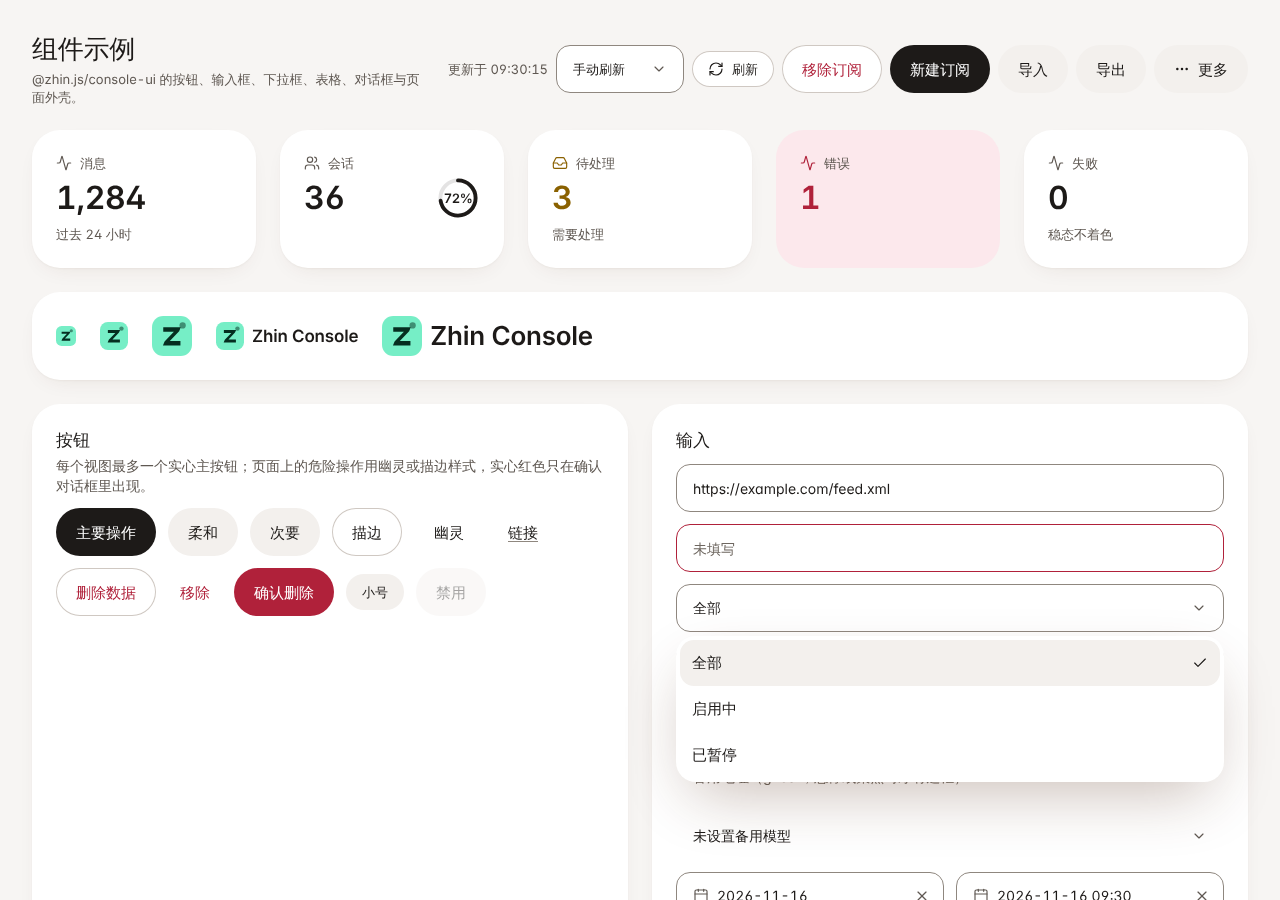 组件示例
@zhin.js/console-ui 的按钮、输入框、下拉框、表格、对话框与页
面外壳。
更新于 09:30:15
手动刷新
刷新
移除订阅
新建订阅
导入
导出
更多
消息
1,284
过去 24 小时
会话
36
72%
待处理
3
需要处理
错误
1
失败
0
稳态不着色
Zhin Console
Zhin Console
按钮
每个视图最多一个实心主按钮；页面上的危险操作用幽灵或描边样式，实心红色只在确认
对话框里出现。
主要操作
柔和
次要
描边
幽灵
链接
删除数据
移除
确认删除
小号
禁用
输入
https://example.com/feed.xml
未填写
全部
全部
启用中
已暂停
未设置备用模型
2026-11-16
2026-11-16 09:30